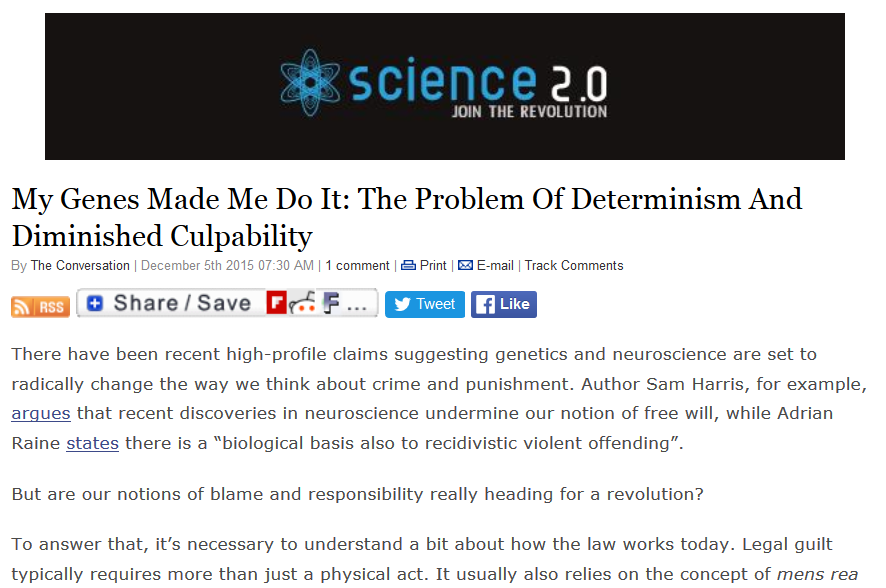 science 2.0
JOIN THE REVOLUTION
My Genes Made Me Do It: The Problem Of Determinism And
Diminished Culpability
By The Conversation | December 5th 2015 07:30 AM | 1 comment | Print | E-mail | Track Comments
RSS Share / Save F ... Tweet Like
There have been recent high-profile claims suggesting genetics and neuroscience are set to
radically change the way we think about crime and punishment. Author Sam Harris, for example,
argues that recent discoveries in neuroscience undermine our notion of free will, while Adrian
Raine states there is a “biological basis also to recidivistic violent offending”.
But are our notions of blame and responsibility really heading for a revolution?
To answer that, it’s necessary to understand a bit about how the law works today. Legal guilt
typically requires more than just a physical act. It usually also relies on the concept of mens rea